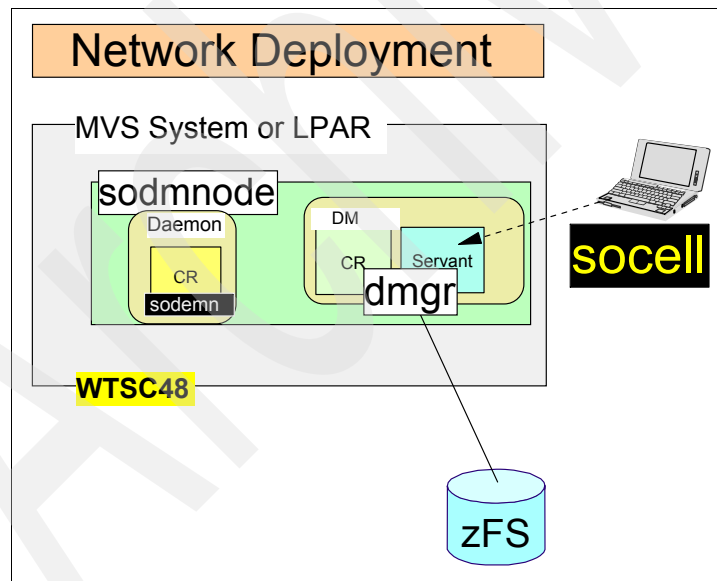 Network Deployment
MVS System or LPAR
sodmnode
Daemon
CR
sodemn
DM
CR
Servant
dmgr
socell
WTSC48
zFS